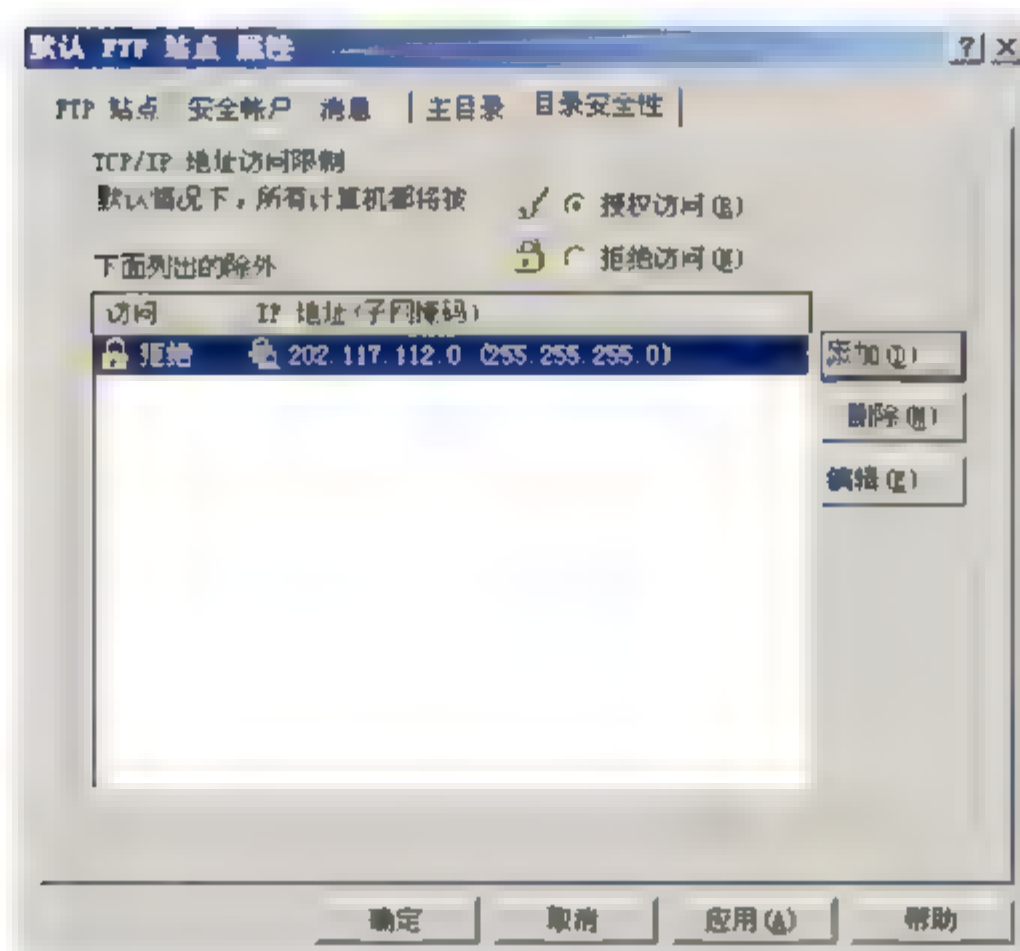 默认 FTP 站点 属性
FTP 站点 安全帐户 消息 主目录 目录安全性
TCP/IP 地址访问限制
默认情况下，所有计算机都将被
授权访问(R)
拒绝访问(N)
下面列出的除外
访问 IP 地址(子网掩码)
拒绝 202.117.112.0 (255.255.255.0)
添加(D)
删除(M)
编辑(E)
确定 取消 应用(A) 帮助